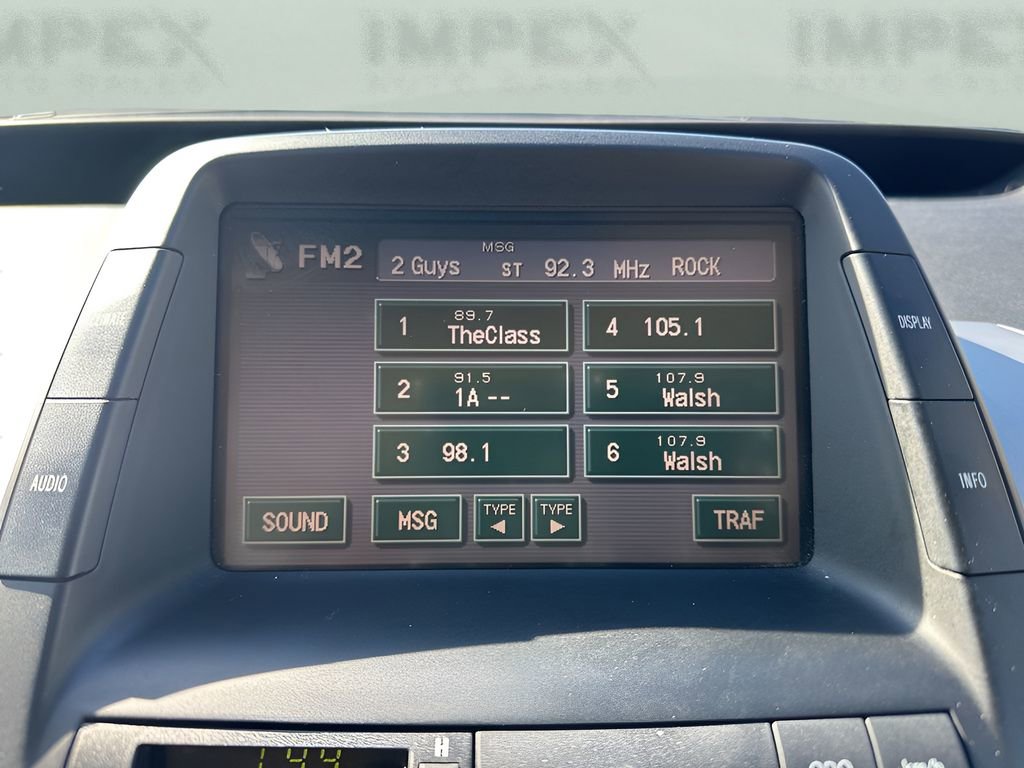 IMPEX IMPEX IMPEX
AUTO SALES
FM2
MSG
2 Guys ST 92.3 MHz ROCK
1 89.7 TheClass
4 105.1
2 91.5 1A --
5 107.9 Walsh
3 98.1
6 107.9 Walsh
SOUND MSG TYPE ◀ TYPE ▶ TRAF
AUDIO
DISPLAY
INFO
H